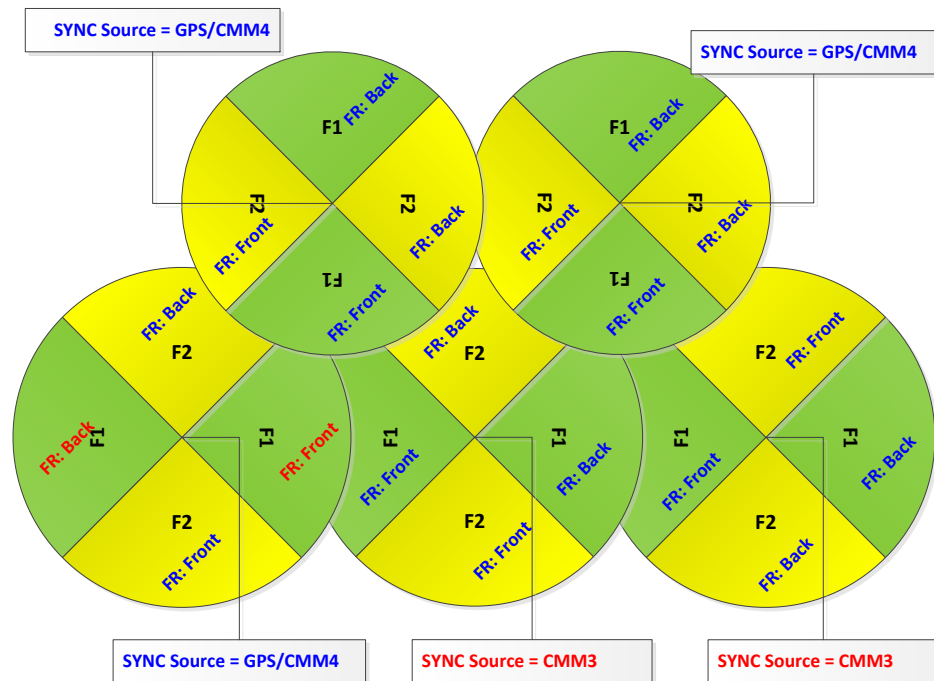 SYNC Source = GPS/CMM4
SYNC Source = GPS/CMM4
F1
FR: Back
F2
FR: Front
F2
FR: Back
F1
FR: Front
F1
FR: Back
F2
FR: Front
F2
FR: Back
F1
FR: Front
FR: Back
F2
F1
FR: Back
F1
FR: Front
F2
FR: Front
FR: Back
F2
F1
FR: Front
F1
FR: Back
F2
FR: Front
F2
FR: Front
F1
FR: Front
F1
FR: Back
F2
FR: Back
SYNC Source = GPS/CMM4
SYNC Source = CMM3
SYNC Source = CMM3